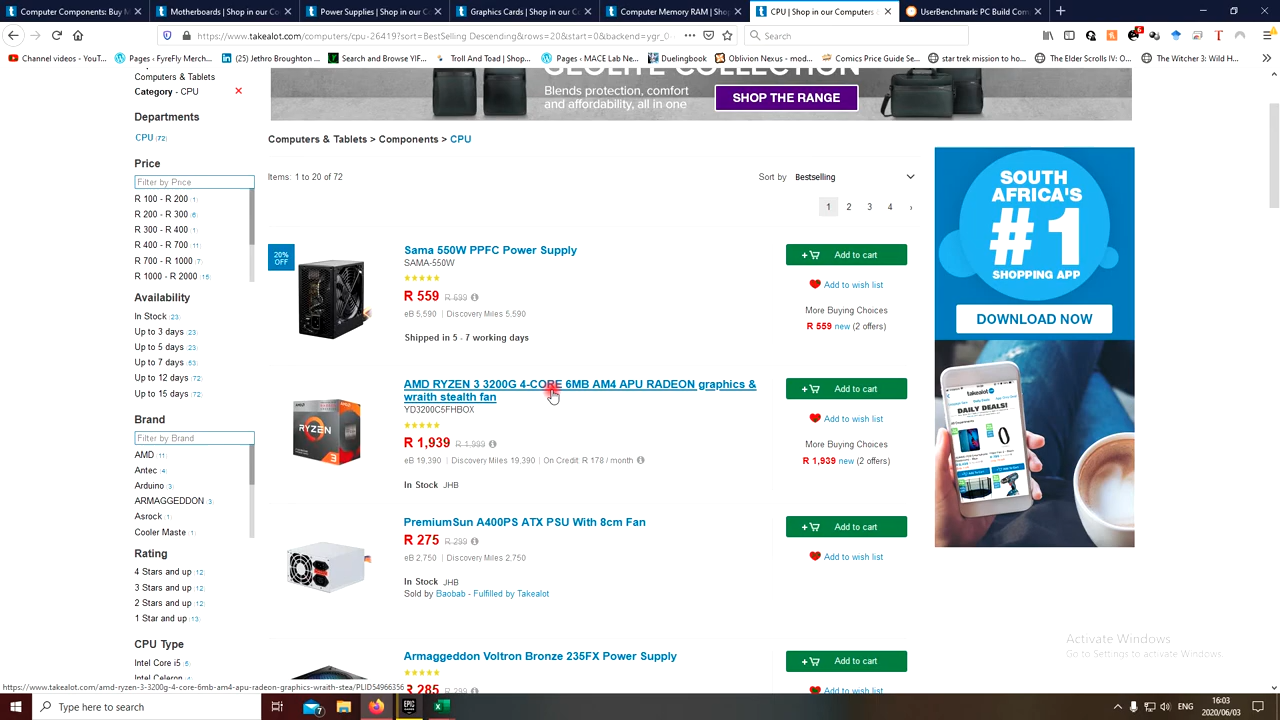 Computer Components: Buy M
Motherboards | Shop in our Com
Power Supplies | Shop in our C
Graphics Cards | Shop in our C
Computer Memory RAM | Shop
CPU | Shop in our Computers
UserBenchmark: PC Build Com
https://www.takealot.com/computers/cpu-26419?sort=BestSelling Descending&rows=20&start=0&backend=ygr_0
Search
Channel videos - YouT...
Pages - FyreFly Merch...
(25) Jethro Broughton ...
Search and Browse YIF...
Troll And Toad | Shop...
Pages - MACE Lab Ne...
Duelingbook
Oblivion Nexus - mod...
Comics Price Guide Se...
star trek mission to ho...
The Elder Scrolls IV: O...
The Witcher 3: Wild H...
Computers & Tablets
Category - CPU
Departments
CPU (72)
Price
Filter by Price
R 100 - R 200 (1)
R 200 - R 300 (6)
R 300 - R 400 (1)
R 400 - R 700 (11)
R 700 - R 1000 (7)
R 1000 - R 2000 (15)
Availability
In Stock (23)
Up to 3 days (23)
Up to 5 days (23)
Up to 7 days (53)
Up to 12 days (72)
Up to 15 days (72)
Brand
Filter by Brand
AMD (11)
Antec (4)
Arduino (3)
ARMAGGEDDON (3)
Asrock (1)
Cooler Maste (1)
Rating
4 Stars and up (12)
3 Stars and up (12)
2 Stars and up (12)
1 Star and up (13)
CPU Type
Intel Core i5 (5)
Intel Celeron
GEOLITE COLLECTION
Blends protection, comfort
and affordability, all in one
SHOP THE RANGE
Computers & Tablets > Components > CPU
Items: 1 to 20 of 72
Sort by Bestselling
1 2 3 4 ›
20%
OFF
Sama 550W PPFC Power Supply
SAMA-550W
R 559 R 699
eB 5,590 | Discovery Miles 5,590
Shipped in 5 - 7 working days
Add to cart
Add to wish list
More Buying Choices
R 559 new (2 offers)
AMD RYZEN 3 3200G 4-CORE 6MB AM4 APU RADEON graphics &
wraith stealth fan
YD3200C5FHBOX
R 1,939 R 1,999
eB 19,390 | Discovery Miles 19,390 | On Credit R 178 / month
In Stock JHB
AMD
RYZEN
3
Add to cart
Add to wish list
More Buying Choices
R 1,939 new (2 offers)
PremiumSun A400PS ATX PSU With 8cm Fan
R 275 R 299
eB 2,750 | Discovery Miles 2,750
In Stock JHB
Sold by Baobab - Fulfilled by Takealot
Add to cart
Add to wish list
Armaggeddon Voltron Bronze 235FX Power Supply
R 285 R 299
Add to cart
Add to wish list
SOUTH
AFRICA'S
#1
SHOPPING APP
DOWNLOAD NOW
takealot
DAILY DEALS!
Activate Windows
Go to Settings to activate Windows.
https://www.takealot.com/amd-ryzen-3-3200g-4-core-6mb-am4-apu-radeon-graphics-wraith-stea/PLID54966356
Type here to search
EPIC
ENG
16:03
2020/06/03